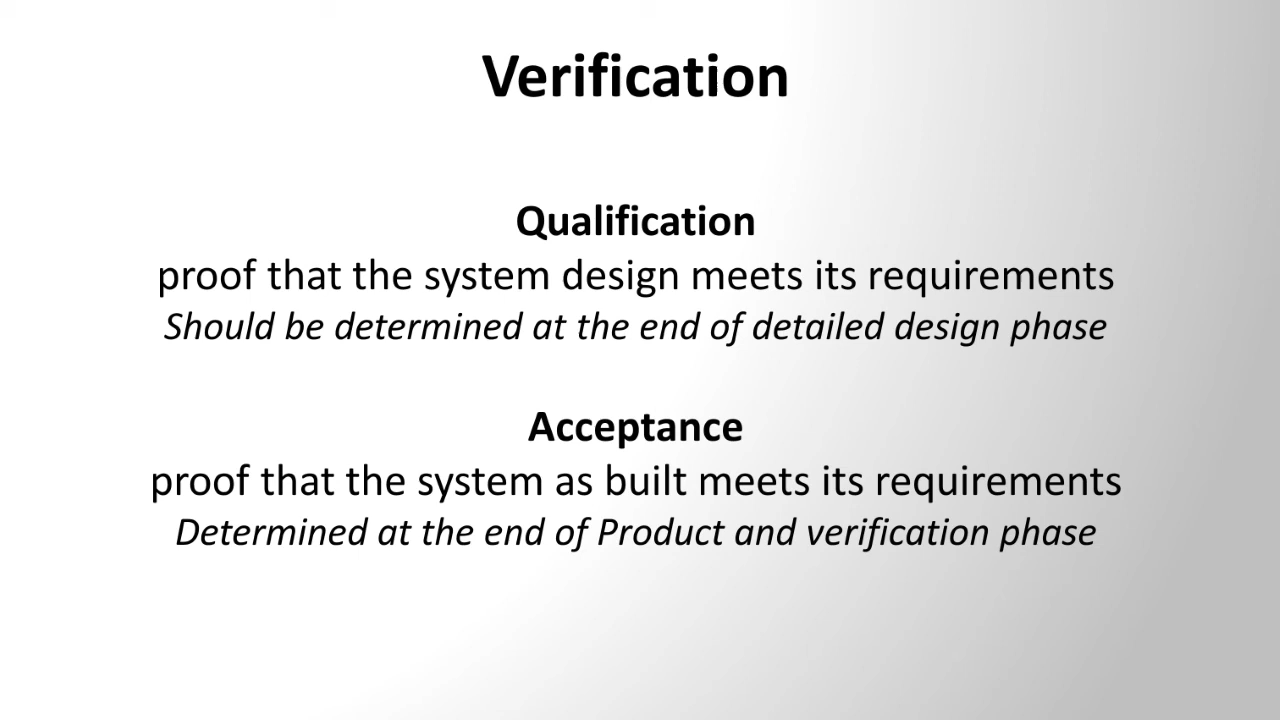 Verification
Qualification
proof that the system design meets its requirements
Should be determined at the end of detailed design phase
Acceptance
proof that the system as built meets its requirements
Determined at the end of Product and verification phase